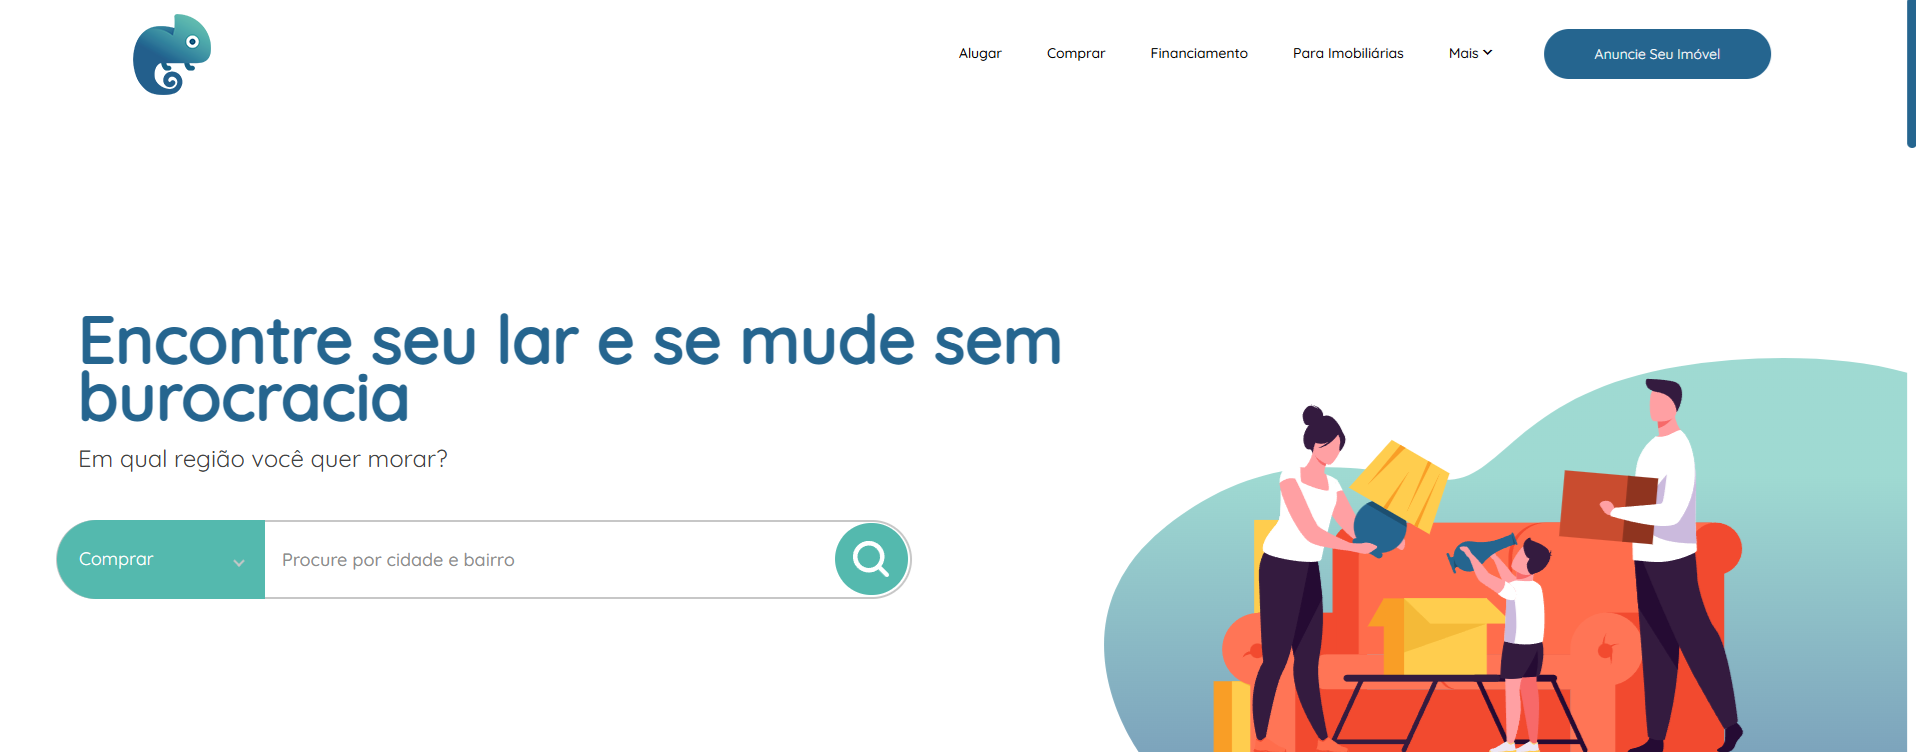 Alugar
Comprar
Financiamento
Para Imobiliárias
Mais
Anuncie Seu Imóvel
Encontre seu lar e se mude sem
burocracia
Em qual região você quer morar?
Comprar
Procure por cidade e bairro